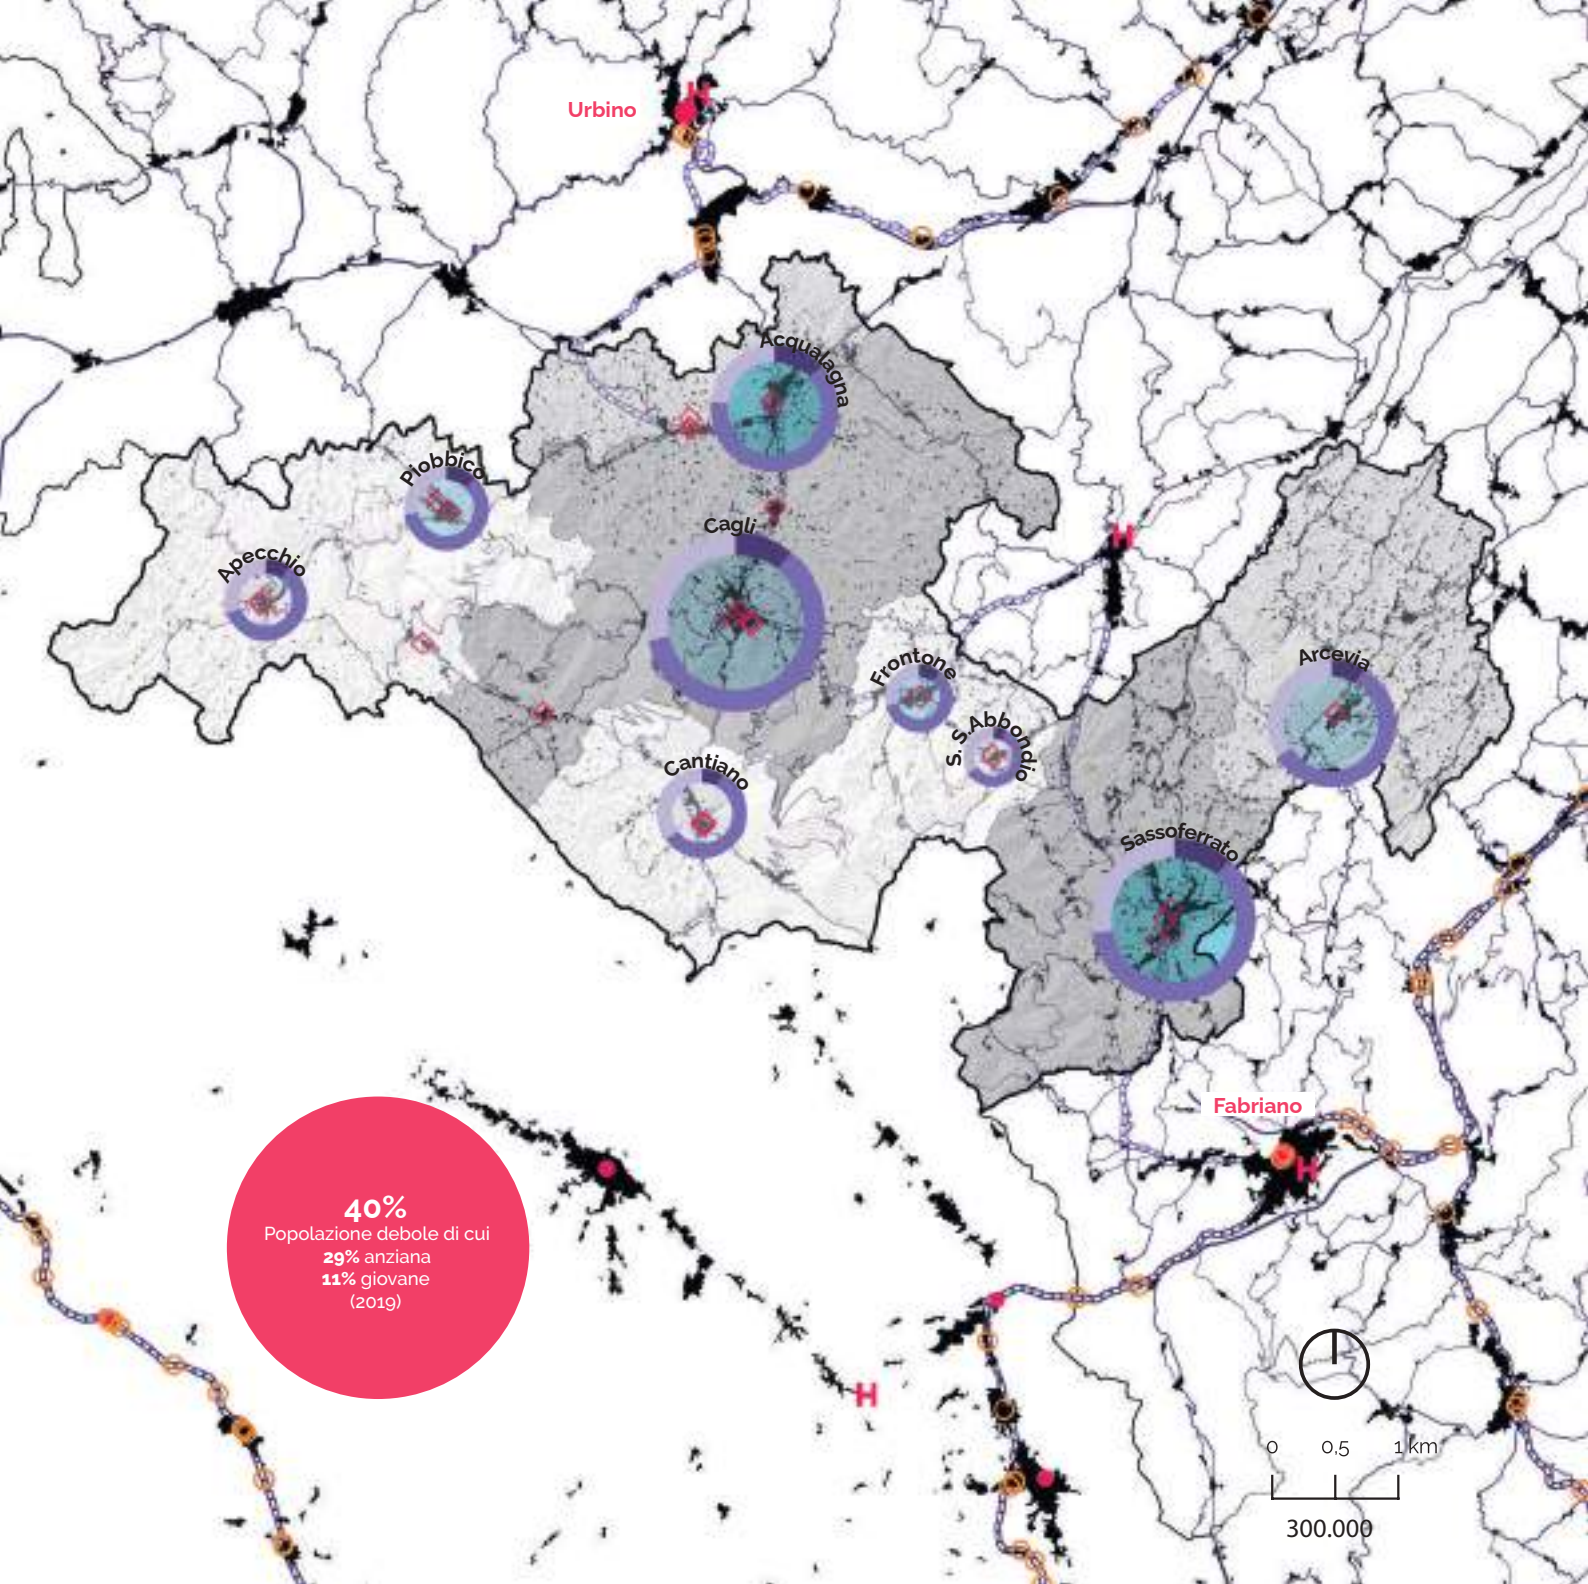 H
Urbino
Acqualagna
Piobbico
Cagli
H
Apecchio
Frontone
Arcevia
S. S.Abbondio
Cantiano
Sassoferrato
Fabriano
H
40%
Popolazione debole di cui
29% anziana
11% giovane
(2019)
H
0 0,5 1 km
300.000